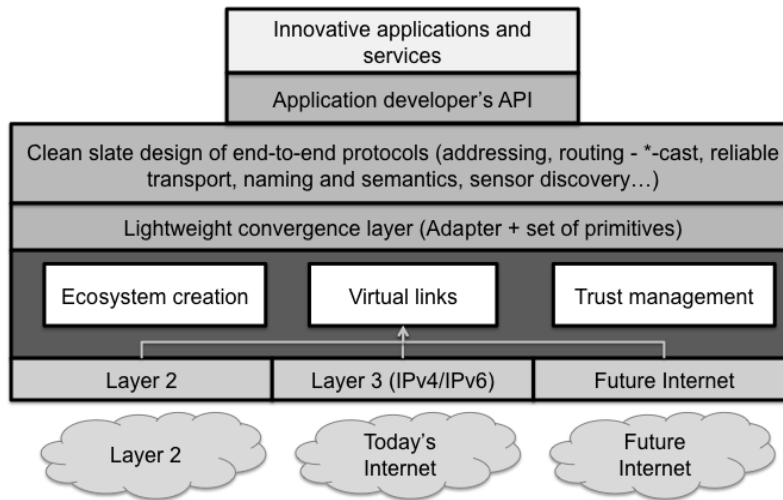 Innovative applications and
services
Application developer's API
Clean slate design of end-to-end protocols (addressing, routing - *-cast, reliable
transport, naming and semantics, sensor discovery…)
Lightweight convergence layer (Adapter + set of primitives)
Ecosystem creation
Virtual links
Trust management
Layer 2
Layer 3 (IPv4/IPv6)
Future Internet
Layer 2
Today's
Internet
Future
Internet